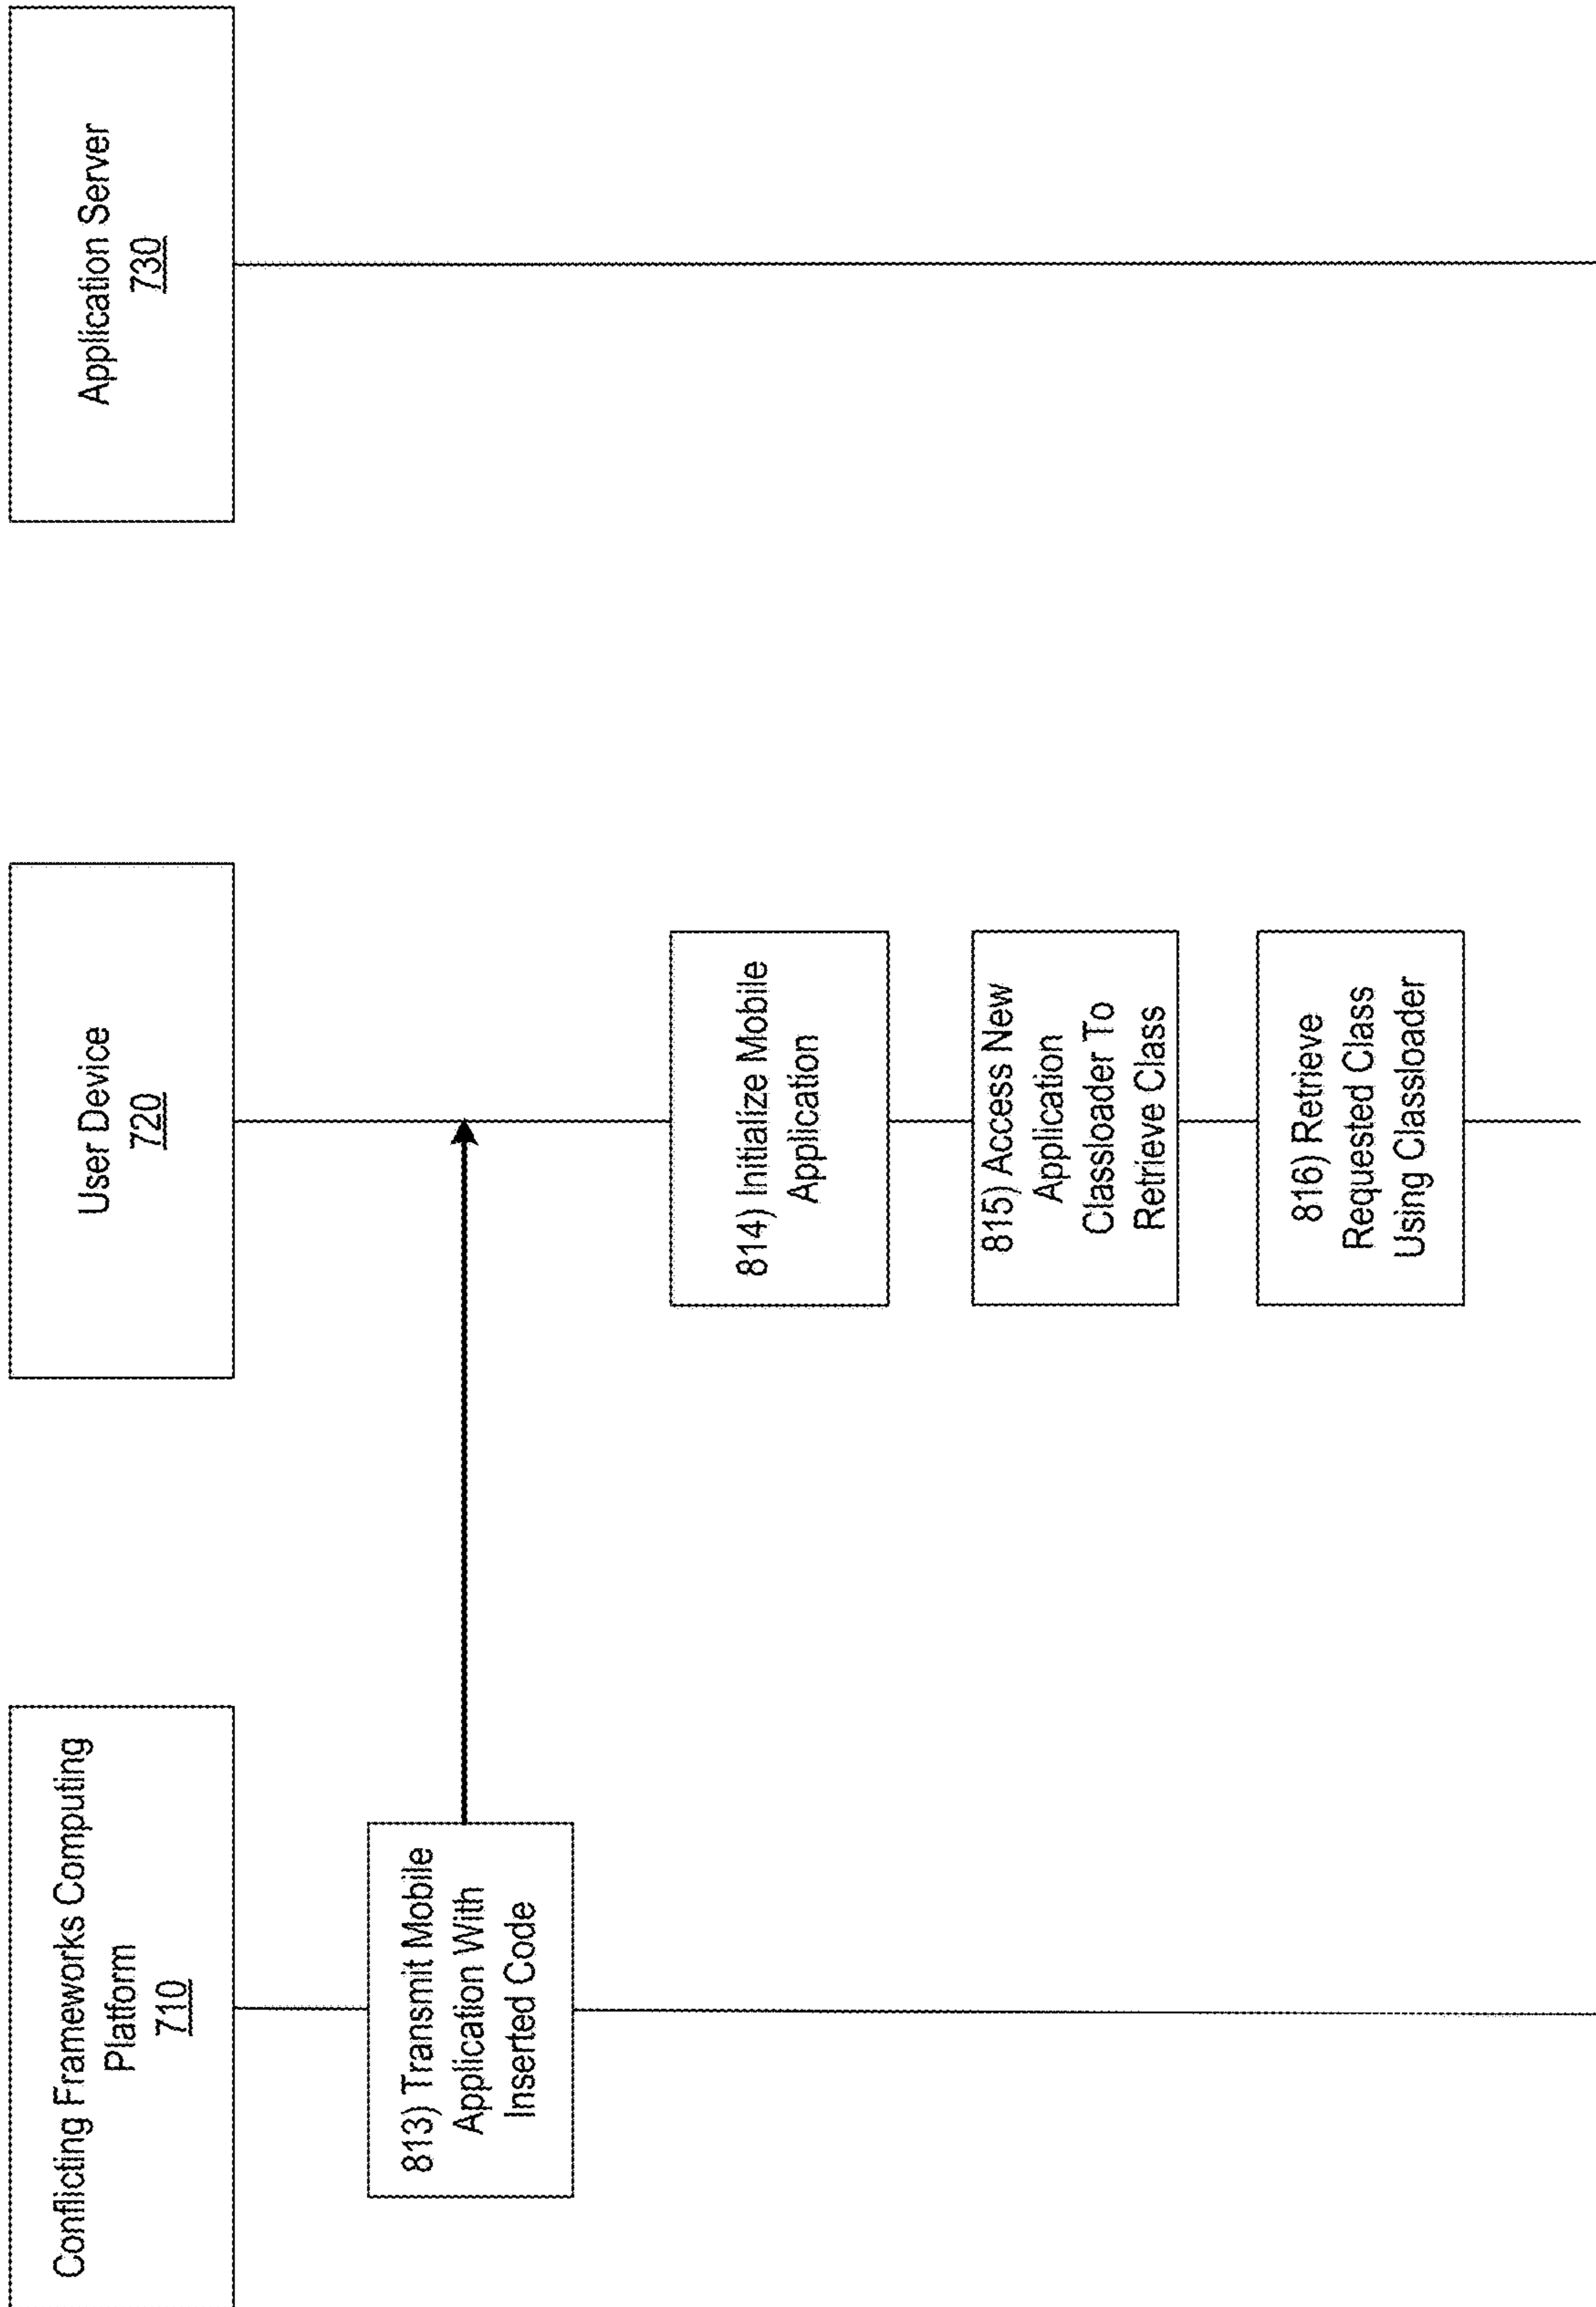 Conflicting Frameworks Computing
Platform
710
User Device
720
Application Server
730
813) Transmit Mobile
Application With
Inserted Code
814) Initialize Mobile
Application
815) Access New
Application
Classloader To
Retrieve Class
816) Retrieve
Requested Class
Using Classloader